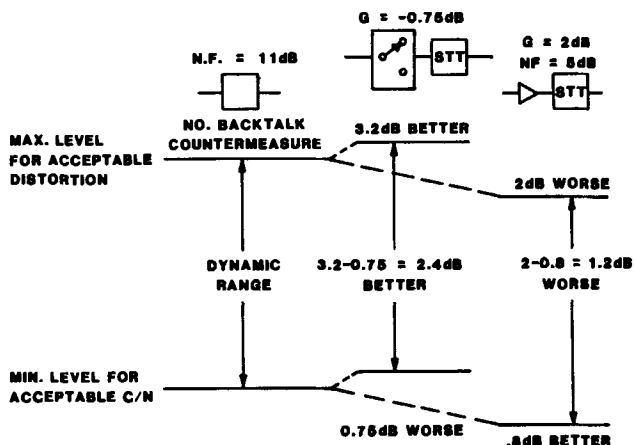 G = -0.75dB
N.F. = 11dB
STT
G = 2dB
NF = 5dB
STT
NO. BACKTALK
COUNTERMEASURE
MAX. LEVEL
FOR ACCEPTABLE
DISTORTION
3.2dB BETTER
2dB WORSE
DYNAMIC
RANGE
3.2-0.75 = 2.4dB
BETTER
2-0.8 = 1.2dB
WORSE
MIN. LEVEL FOR
ACCEPTABLE C/N
0.75dB WORSE
.8dB BETTER